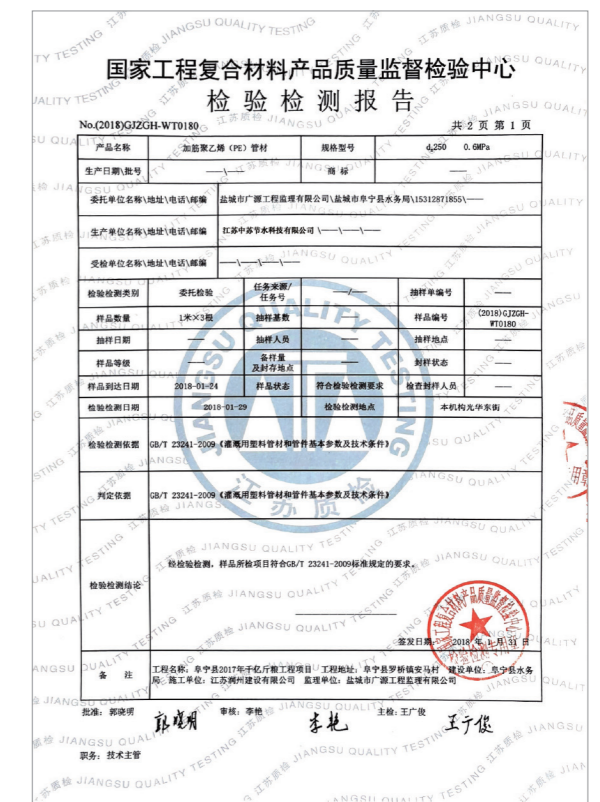 国家工程复合材料产品质量监督检验中心
检验检测报告
No.(2018)GJZGH-WT0180 共 2 页 第 1 页
产品名称 加筋聚乙烯（PE）管材 规格型号 dn250 0.6MPa
生产日期\批号 ——\—— 商 标 ——
委托单位名称\地址\电话\邮编 盐城市广源工程监理有限公司\盐城市阜宁县水务局\15312871855\——
生产单位名称\地址\电话\邮编 江苏中苏节水科技有限公司 \——\——\——
受检单位名称\地址\电话\邮编 ——\——\——\——
检验检测类别 委托检验 任务来源/任务号 ——/—— 抽样单编号 ——
样品数量 1米×3根 抽样基数 —— 样品编号 (2018)GJZGH-WT0180
抽样日期 —— 抽样人员 —— 抽样地点 ——
样品等级 —— 备样量及封存地点 —— 封样状态 ——
样品到达日期 2018-01-24 样品状态 符合检验检测要求 检查封样人员 ——
检验检测日期 2018-01-29 检验检测地点 本机构光华东街
检验检测依据 GB/T 23241-2009《灌溉用塑料管材和管件基本参数及技术条件》
判定依据 GB/T 23241-2009《灌溉用塑料管材和管件基本参数及技术条件》
检验检测结论 经检验检测，样品所检项目符合GB/T 23241-2009标准规定的要求。
签发日期： 2018 年 1 月 31 日
备 注 工程名称：阜宁县2017年千亿斤粮工程项目 工程地址：阜宁县罗桥镇安马村 建设单位：阜宁县水务
局 施工单位：江苏润州建设有限公司 监理单位：盐城市广源工程监理有限公司
批准：郭晓明 郭晓明 审核：李艳 李艳 主检：王广俊 王广俊
职务：技术主管
JIANGSU QUALITY TESTING
江苏质检